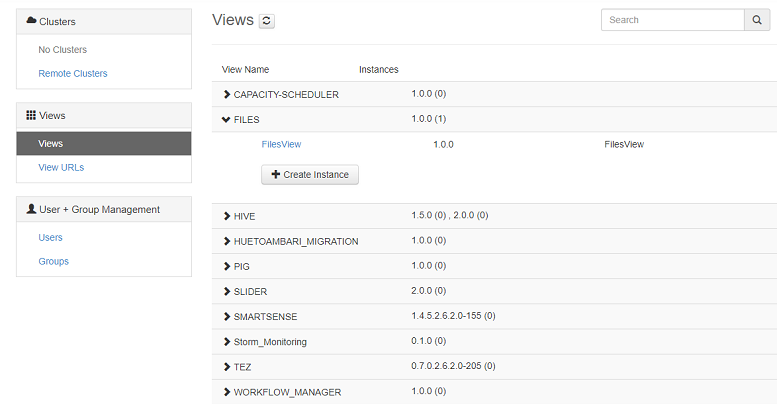 Clusters
No Clusters
Remote Clusters
Views
Views
View URLs
User + Group Management
Users
Groups
Views
Search
View Name Instances
CAPACITY-SCHEDULER 1.0.0 (0)
FILES 1.0.0 (1)
FilesView 1.0.0 FilesView
Create Instance
HIVE 1.5.0 (0) , 2.0.0 (0)
HUETOAMBARI_MIGRATION 1.0.0 (0)
PIG 1.0.0 (0)
SLIDER 2.0.0 (0)
SMARTSENSE 1.4.5.2.6.2.0-155 (0)
Storm_Monitoring 0.1.0 (0)
TEZ 0.7.0.2.6.2.0-205 (0)
WORKFLOW_MANAGER 1.0.0 (0)